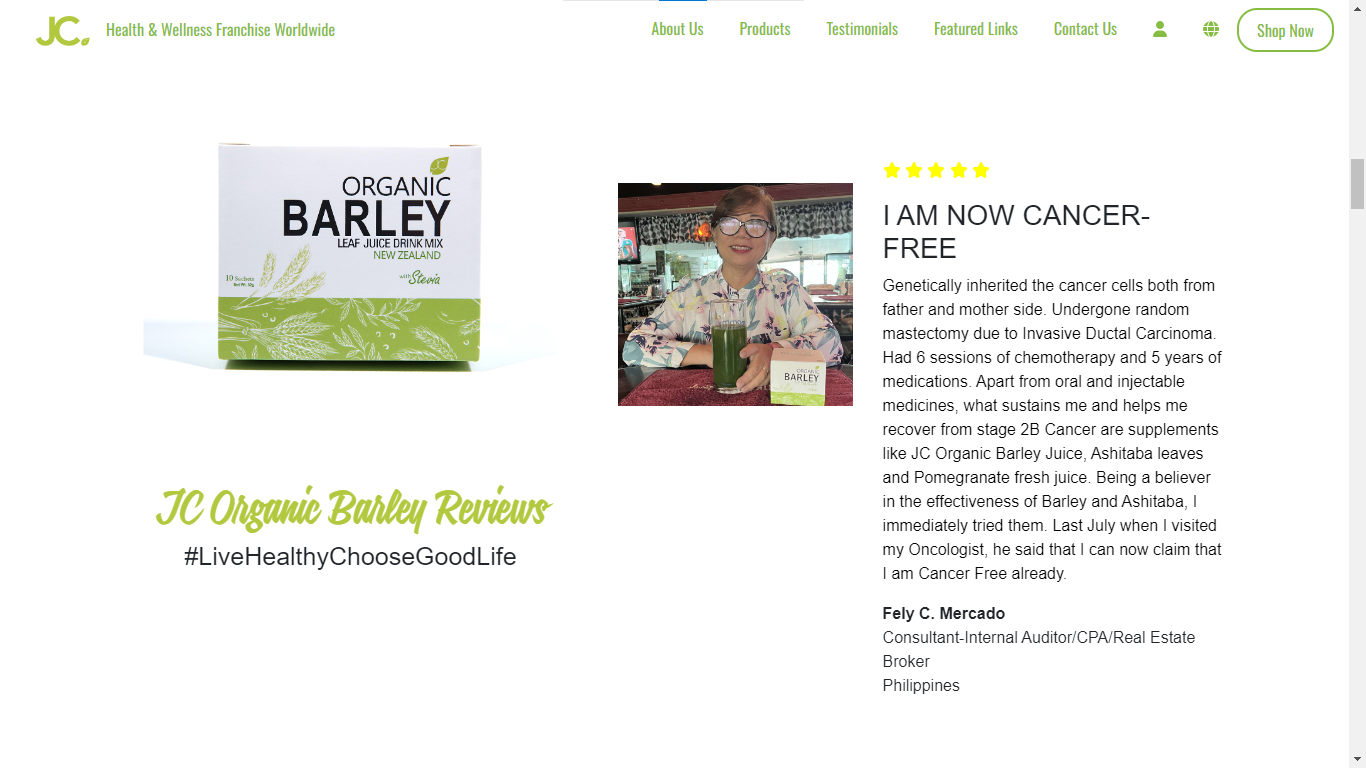 JC. Health & Wellness Franchise Worldwide About Us Products Testimonials Featured Links Contact Us Shop Now
ORGANIC
BARLEY
LEAF JUICE DRINK MIX
NEW ZEALAND
with Stevia
10 Sachets
Net Wt. 30g
JC Organic Barley Reviews
#LiveHealthyChooseGoodLife
ORGANIC
BARLEY
I AM NOW CANCER-
FREE
Genetically inherited the cancer cells both from
father and mother side. Undergone random
mastectomy due to Invasive Ductal Carcinoma.
Had 6 sessions of chemotherapy and 5 years of
medications. Apart from oral and injectable
medicines, what sustains me and helps me
recover from stage 2B Cancer are supplements
like JC Organic Barley Juice, Ashitaba leaves
and Pomegranate fresh juice. Being a believer
in the effectiveness of Barley and Ashitaba, I
immediately tried them. Last July when I visited
my Oncologist, he said that I can now claim that
I am Cancer Free already.
Fely C. Mercado
Consultant-Internal Auditor/CPA/Real Estate
Broker
Philippines